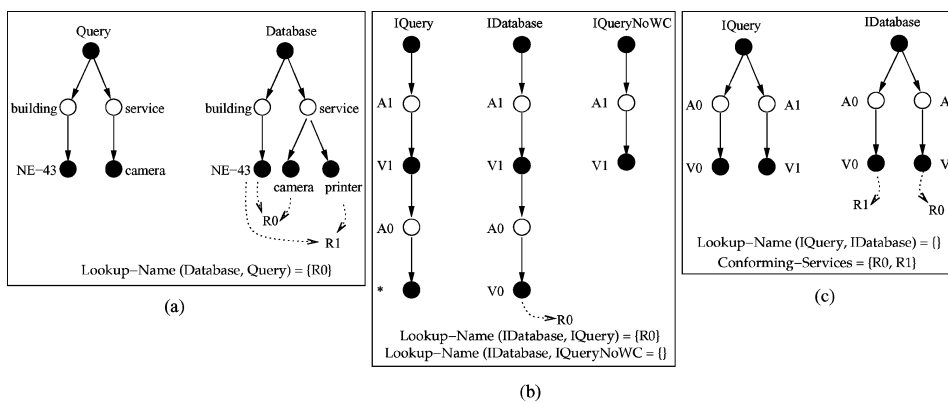 Query
Database
building
service
building
service
NE−43
camera
NE−43
camera
printer
R0
R1
Lookup−Name (Database, Query) = {R0}
(a)
IQuery
IDatabase
IQueryNoWC
A1
A1
A1
V1
V1
V1
A0
A0
*
V0
R0
Lookup−Name (IDatabase, IQuery) = {R0}
Lookup−Name (IDatabase, IQueryNoWC = {}
(b)
IQuery
IDatabase
A0
A1
A0
V0
V1
V0
R1
R0
Lookup−Name (IQuery, IDatabase) = {}
Conforming−Services = {R0, R1}
(c)